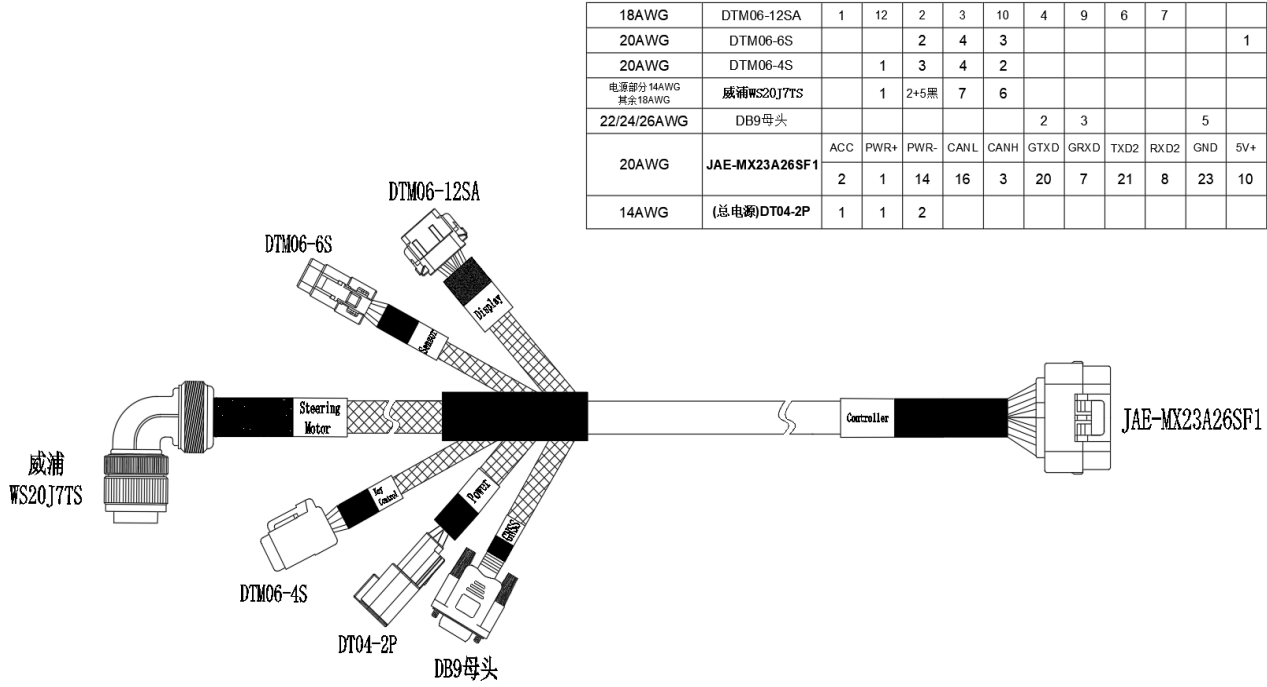 18AWG DTM06-12SA 1 12 2 3 10 4 9 6 7
20AWG DTM06-6S 2 4 3 1
20AWG DTM06-4S 1 3 4 2
电源部分14AWG
其余18AWG
威浦WS20J7TS 1 2+5黑 7 6
22/24/26AWG DB9母头 2 3 5
20AWG JAE-MX23A26SF1
ACC PWR+ PWR- CANL CANH GTXD GRXD TXD2 RXD2 GND 5V+
2 1 14 16 3 20 7 21 8 23 10
14AWG (总电源)DT04-2P 1 1 2
DTM06-12SA
DTM06-6S
Display
Sensor
Steering
Motor
Controller
JAE-MX23A26SF1
威浦
WS20J7TS
Key
Control
Power
GNSS
DTM06-4S
DT04-2P
DB9母头